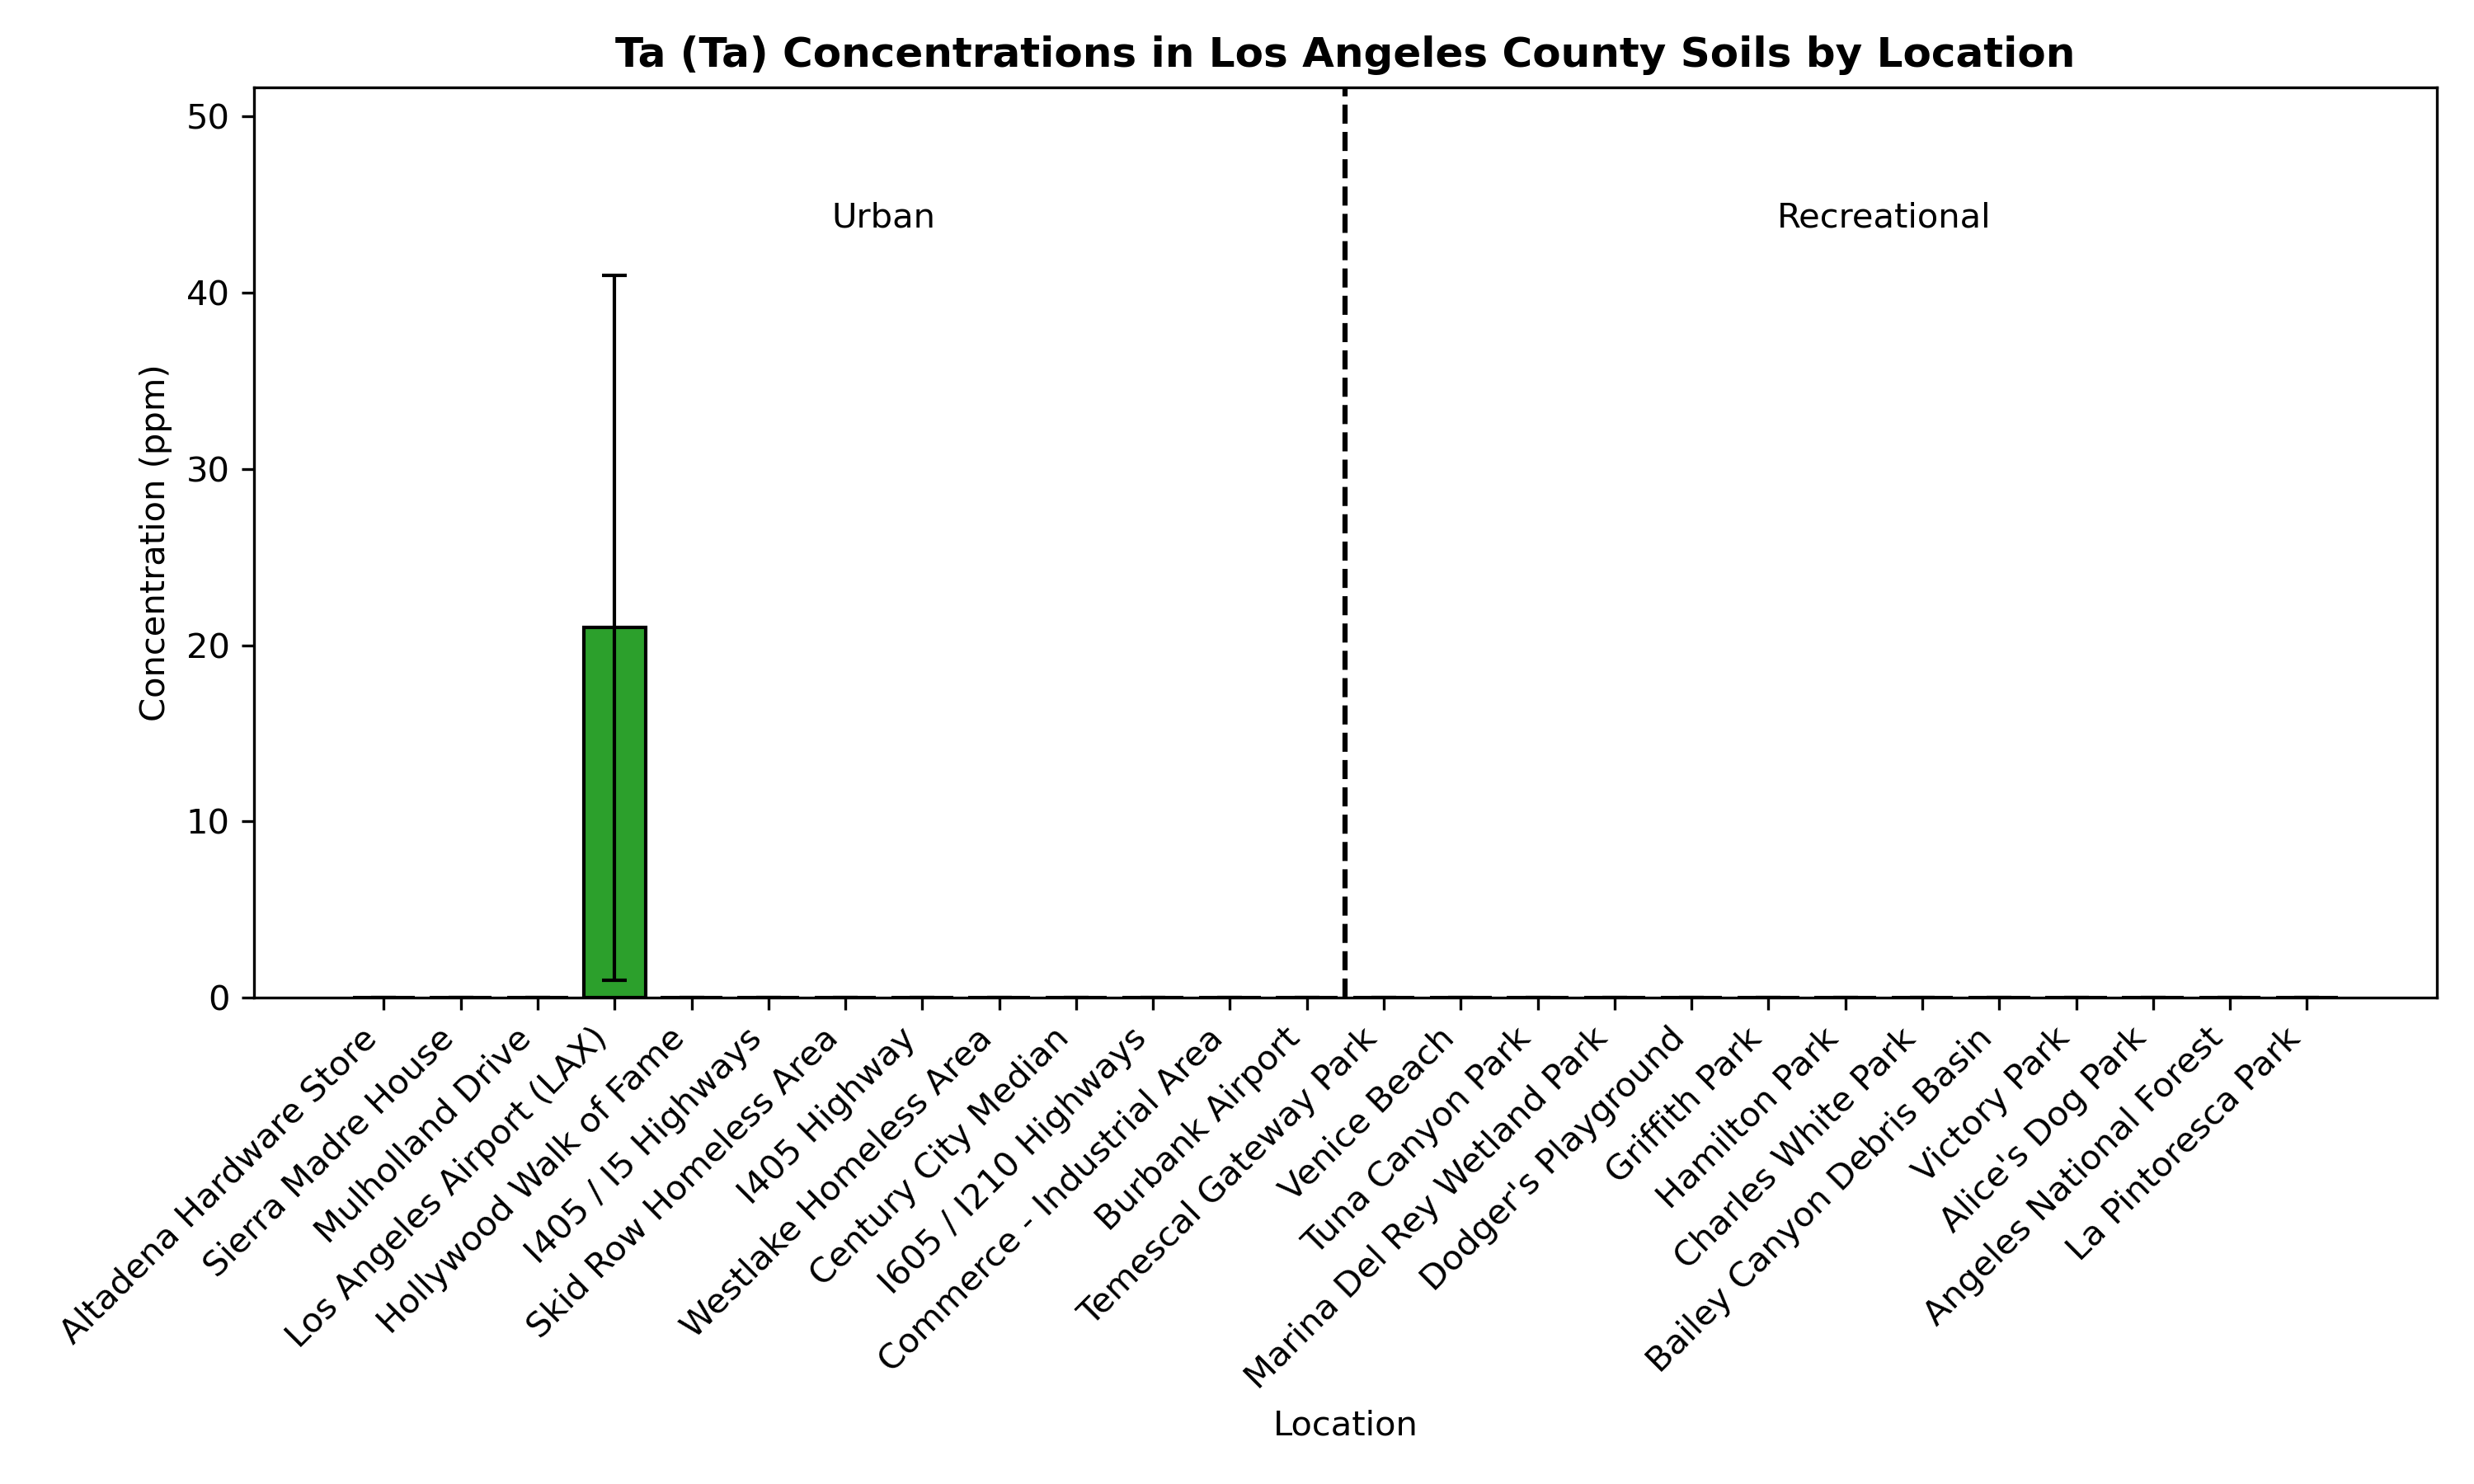 Ta (Ta) Concentrations in Los Angeles County Soils by Location
Concentration (ppm)
50
40
30
20
10
0
Urban
Recreational
Altadena Hardware Store
Sierra Madre House
Mulholland Drive
Los Angeles Airport (LAX)
Hollywood Walk of Fame
I405 / I5 Highways
Skid Row Homeless Area
I405 Highway
Westlake Homeless Area
Century City Median
I605 / I210 Highways
Commerce - Industrial Area
Burbank Airport
Temescal Gateway Park
Venice Beach
Tuna Canyon Park
Marina Del Rey Wetland Park
Dodger's Playground
Griffith Park
Hamilton Park
Charles White Park
Bailey Canyon Debris Basin
Victory Park
Alice's Dog Park
Angeles National Forest
La Pintoresca Park
Location